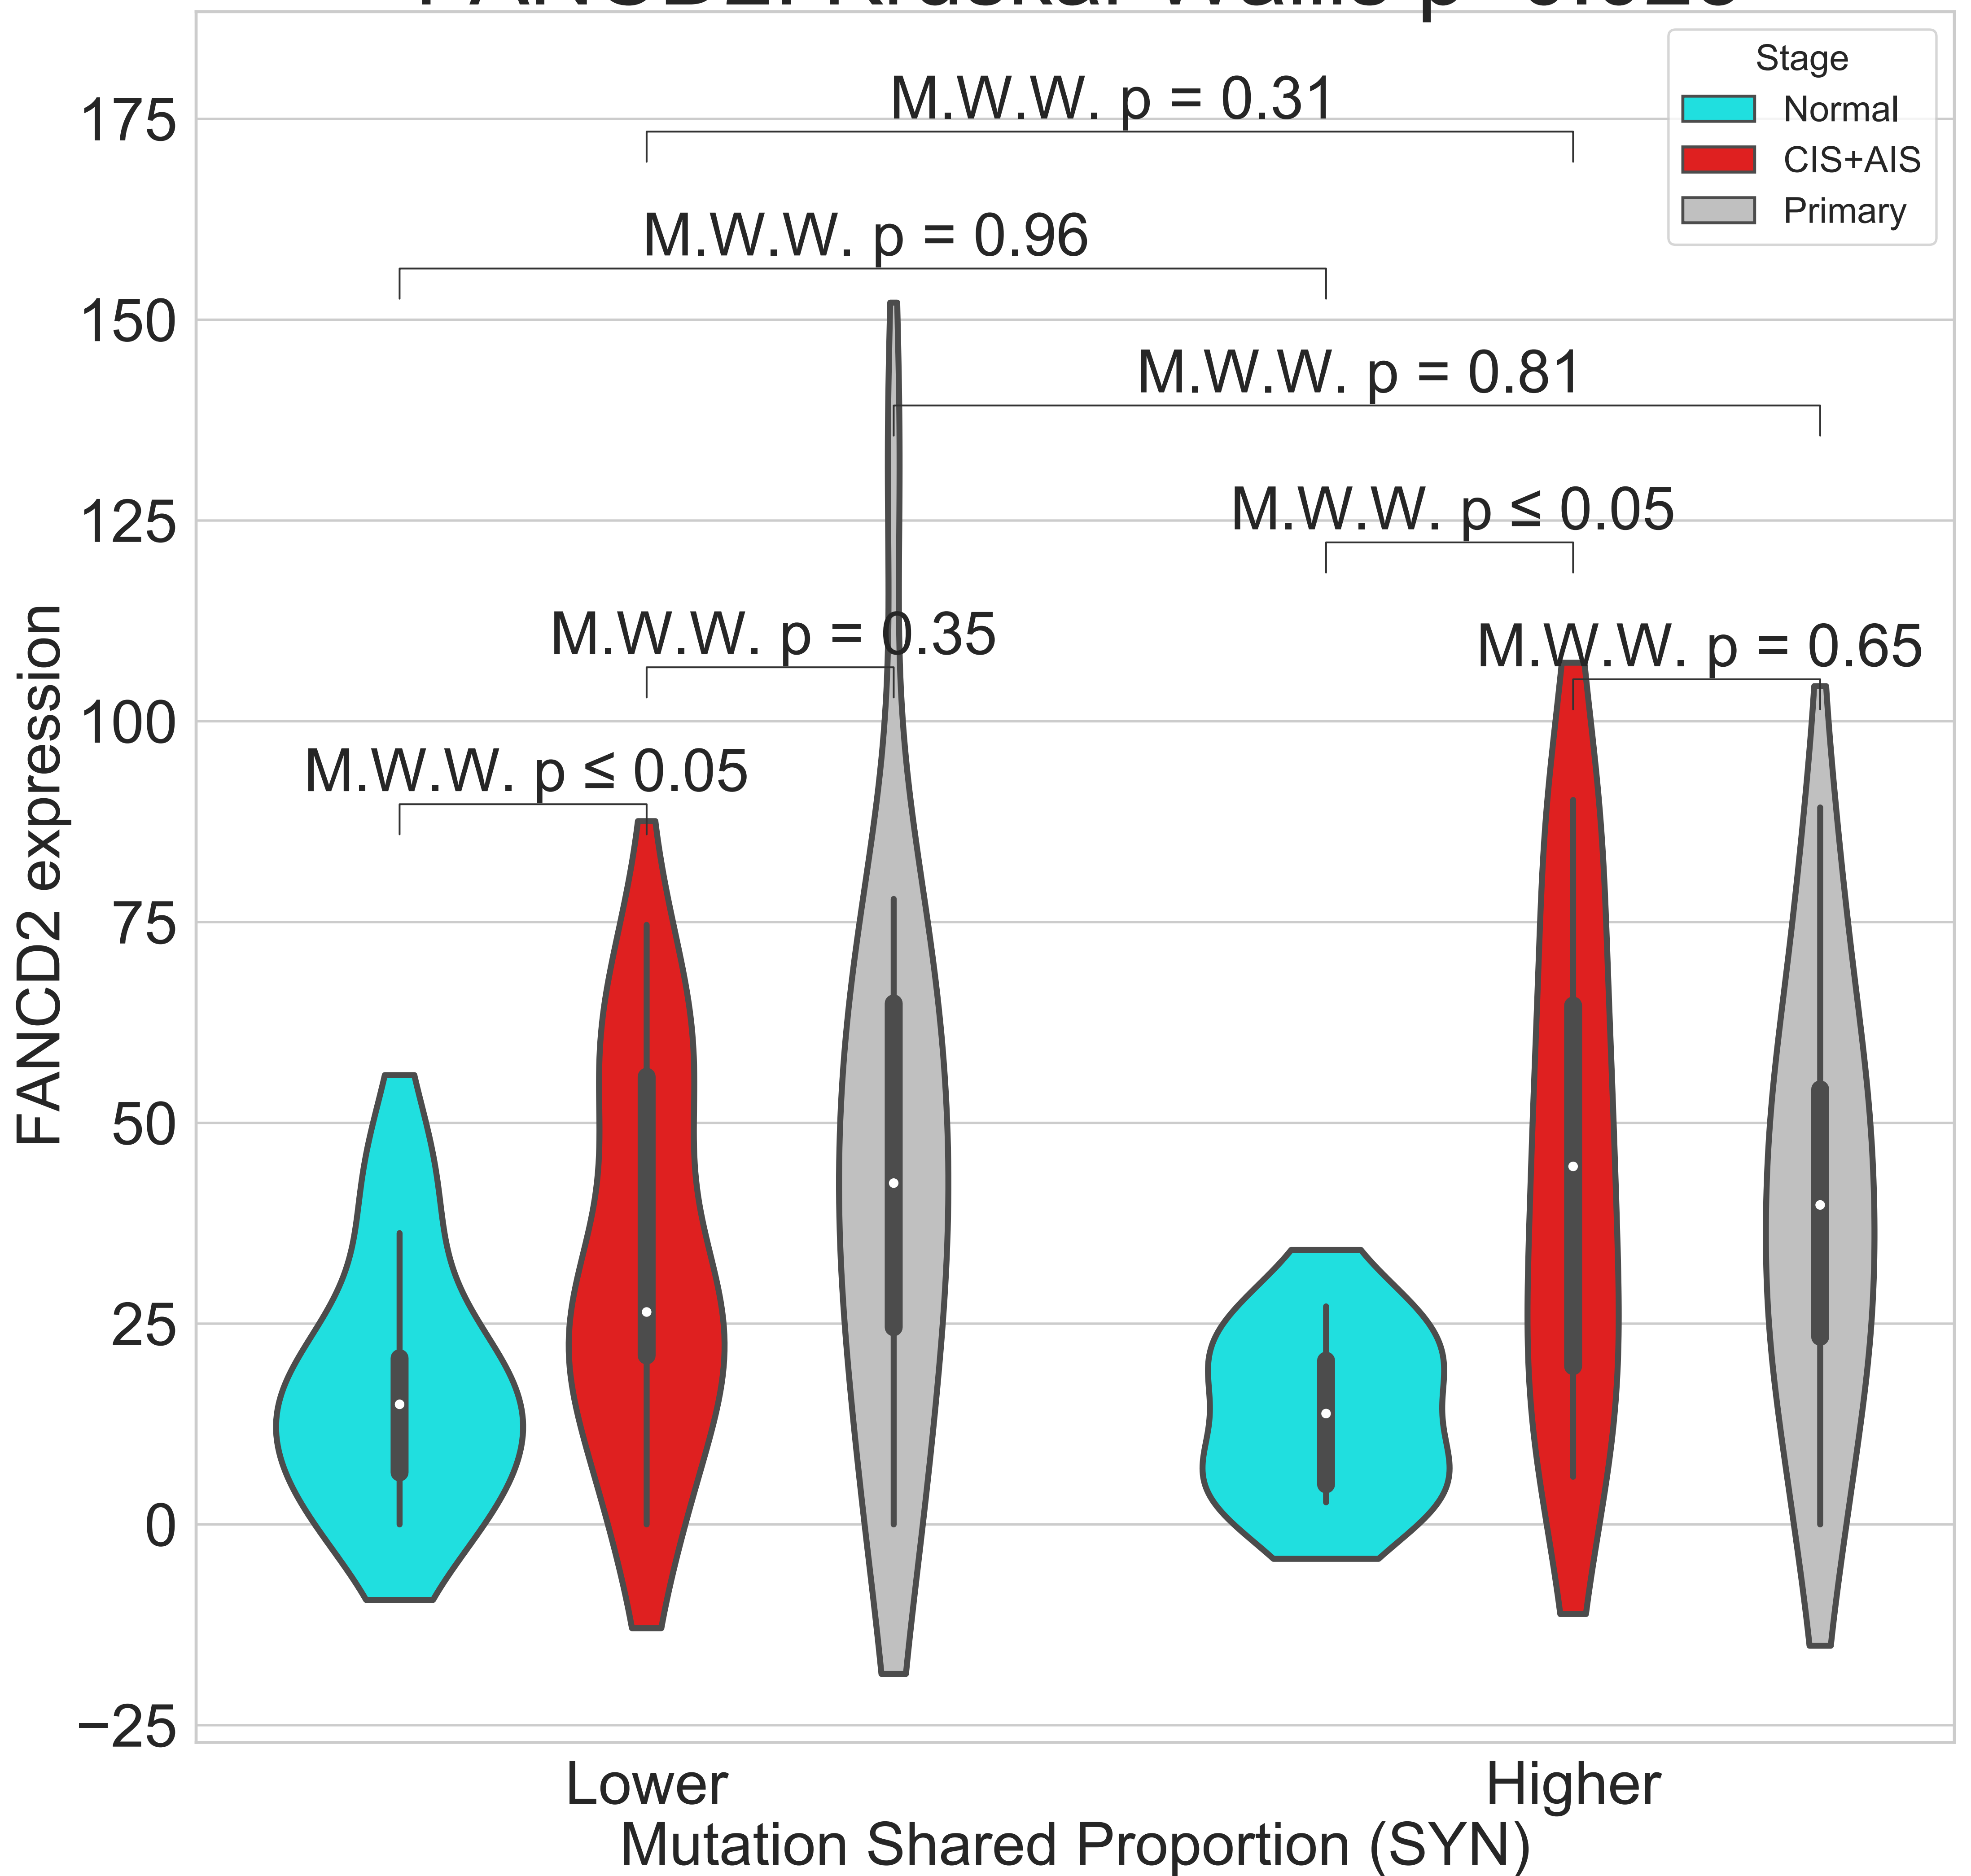 Stage
Normal
CIS+AIS
Primary
M.W.W. p = 0.31
M.W.W. p = 0.96
M.W.W. p = 0.81
M.W.W. p ≤ 0.05
M.W.W. p = 0.35
M.W.W. p = 0.65
M.W.W. p ≤ 0.05
175
150
125
100
75
50
25
0
−25
FANCD2 expression
Lower
Higher
Mutation Shared Proportion (SYN)